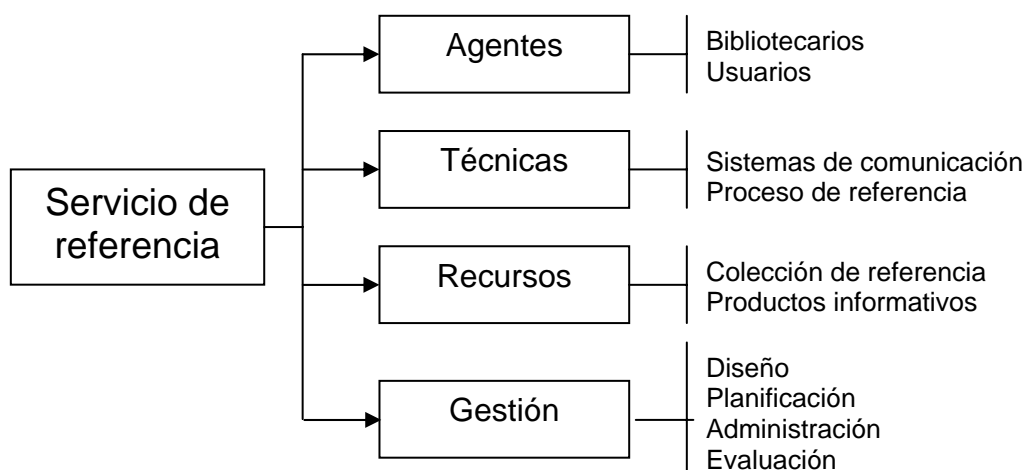 Servicio de
referencia
Agentes
Bibliotecarios
Usuarios
Técnicas
Sistemas de comunicación
Proceso de referencia
Recursos
Colección de referencia
Productos informativos
Gestión
Diseño
Planificación
Administración
Evaluación